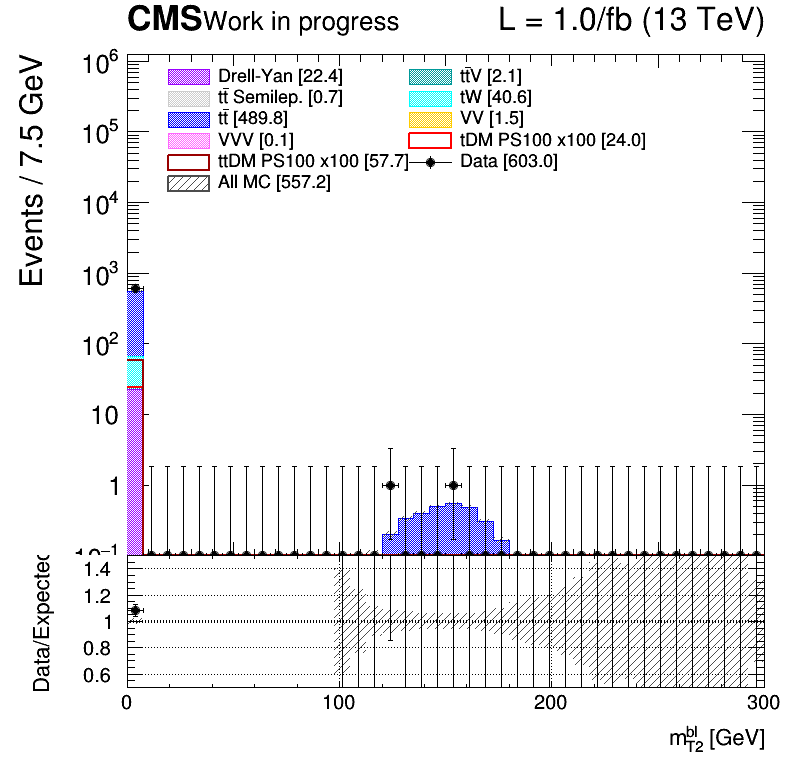 CMS Work in progress L = 1.0/fb (13 TeV)
Events / 7.5 GeV
10⁶
10⁵
10⁴
10³
10²
10
1
10⁻¹
Drell-Yan [22.4]
tt̄V [2.1]
tt̄ Semilep. [0.7]
tW [40.6]
tt̄ [489.8]
VV [1.5]
VVV [0.1]
tDM PS100 x100 [24.0]
ttDM PS100 x100 [57.7]
Data [603.0]
All MC [557.2]
Data/Expected
1.4
1.2
1
0.8
0.6
0 100 200 300
m_{T2}^{bl} [GeV]